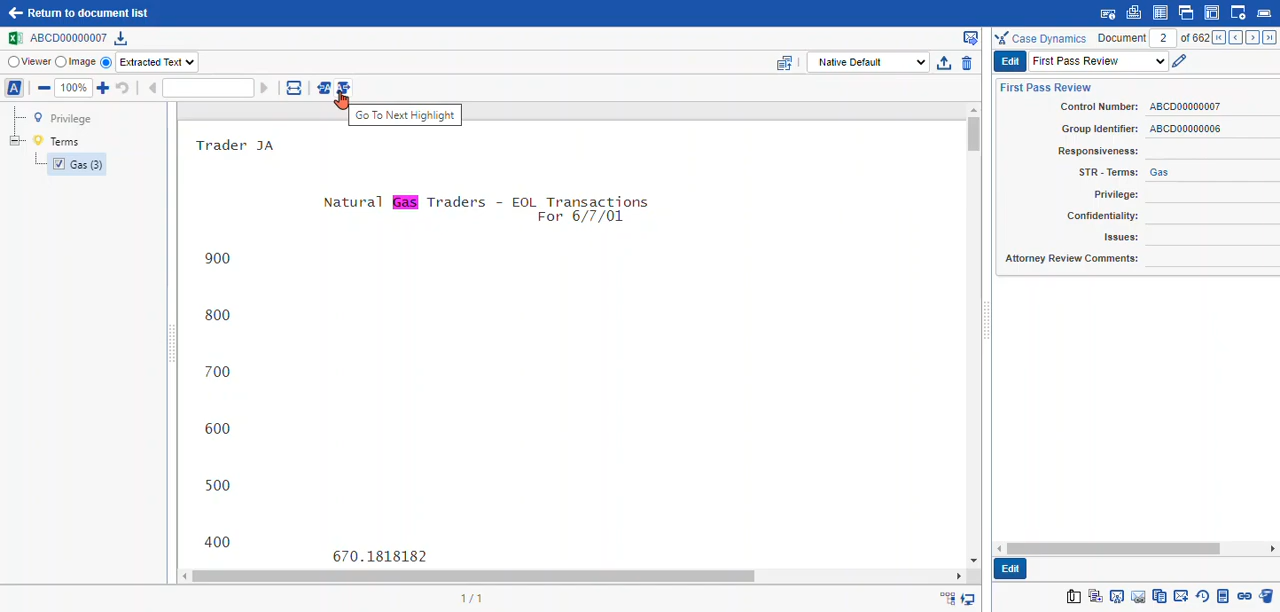 Return to document list
ABCD00000007
Case Dynamics Document 2 of 662
Viewer Image Extracted Text
Native Default
Edit First Pass Review
100%
Go To Next Highlight
Privilege
Terms
Gas (3)
Trader JA
Natural Gas Traders - EOL Transactions
For 6/7/01
900
800
700
600
500
400
670.1818182
1 / 1
First Pass Review
Control Number: ABCD00000007
Group Identifier: ABCD00000006
Responsiveness:
STR - Terms: Gas
Privilege:
Confidentiality:
Issues:
Attorney Review Comments:
Edit